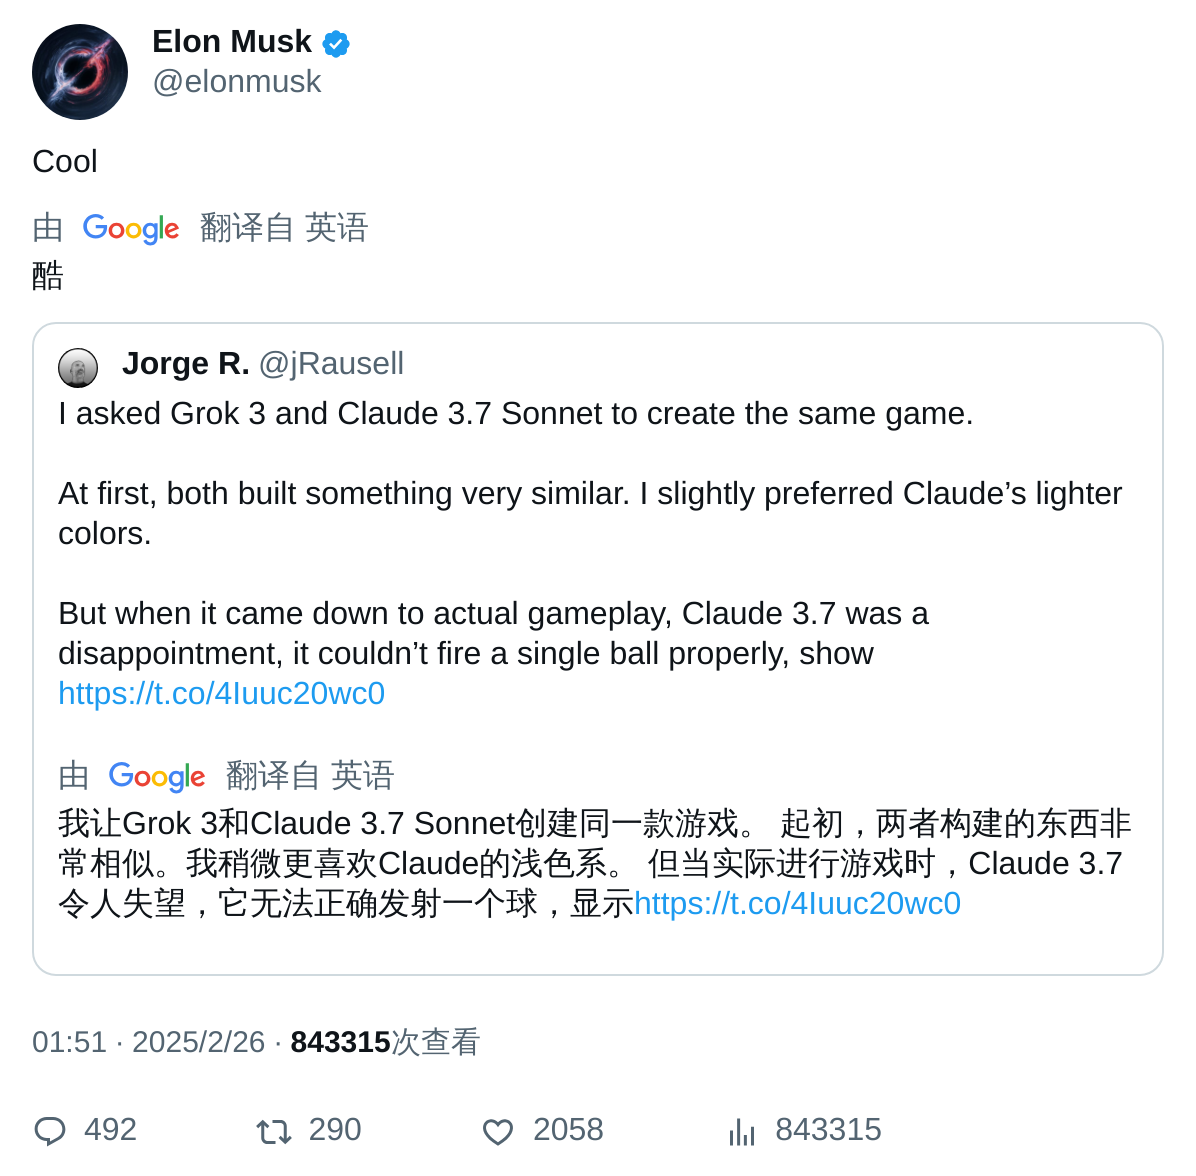 Elon Musk
@elonmusk
Cool
由 Google 翻译自 英语
酷
Jorge R. @jRausell
I asked Grok 3 and Claude 3.7 Sonnet to create the same game.
At first, both built something very similar. I slightly preferred Claude’s lighter
colors.
But when it came down to actual gameplay, Claude 3.7 was a
disappointment, it couldn’t fire a single ball properly, show
https://t.co/4Iuuc20wc0
由 Google 翻译自 英语
我让Grok 3和Claude 3.7 Sonnet创建同一款游戏。 起初，两者构建的东西非
常相似。我稍微更喜欢Claude的浅色系。 但当实际进行游戏时，Claude 3.7
令人失望，它无法正确发射一个球，显示https://t.co/4Iuuc20wc0
01:51 · 2025/2/26 · 843315次查看
492 290 2058 843315